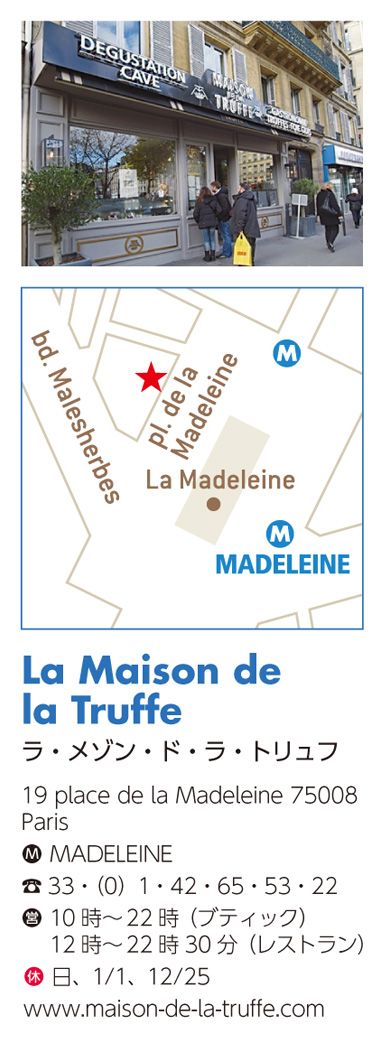 DEGUSTATION
CAVE
MAISON
TRUFFE
bd. Malesherbes
pl. de la
Madeleine
M
La Madeleine
M
MADELEINE
La Maison de
la Truffe
ラ・メゾン・ド・ラ・トリュフ
19 place de la Madeleine 75008
Paris
M MADELEINE
☎ 33・（0）1・42・65・53・22
営 10時〜22時（ブティック）
12時〜22時30分（レストラン）
休 日、1/1、12/25
www.maison-de-la-truffe.com